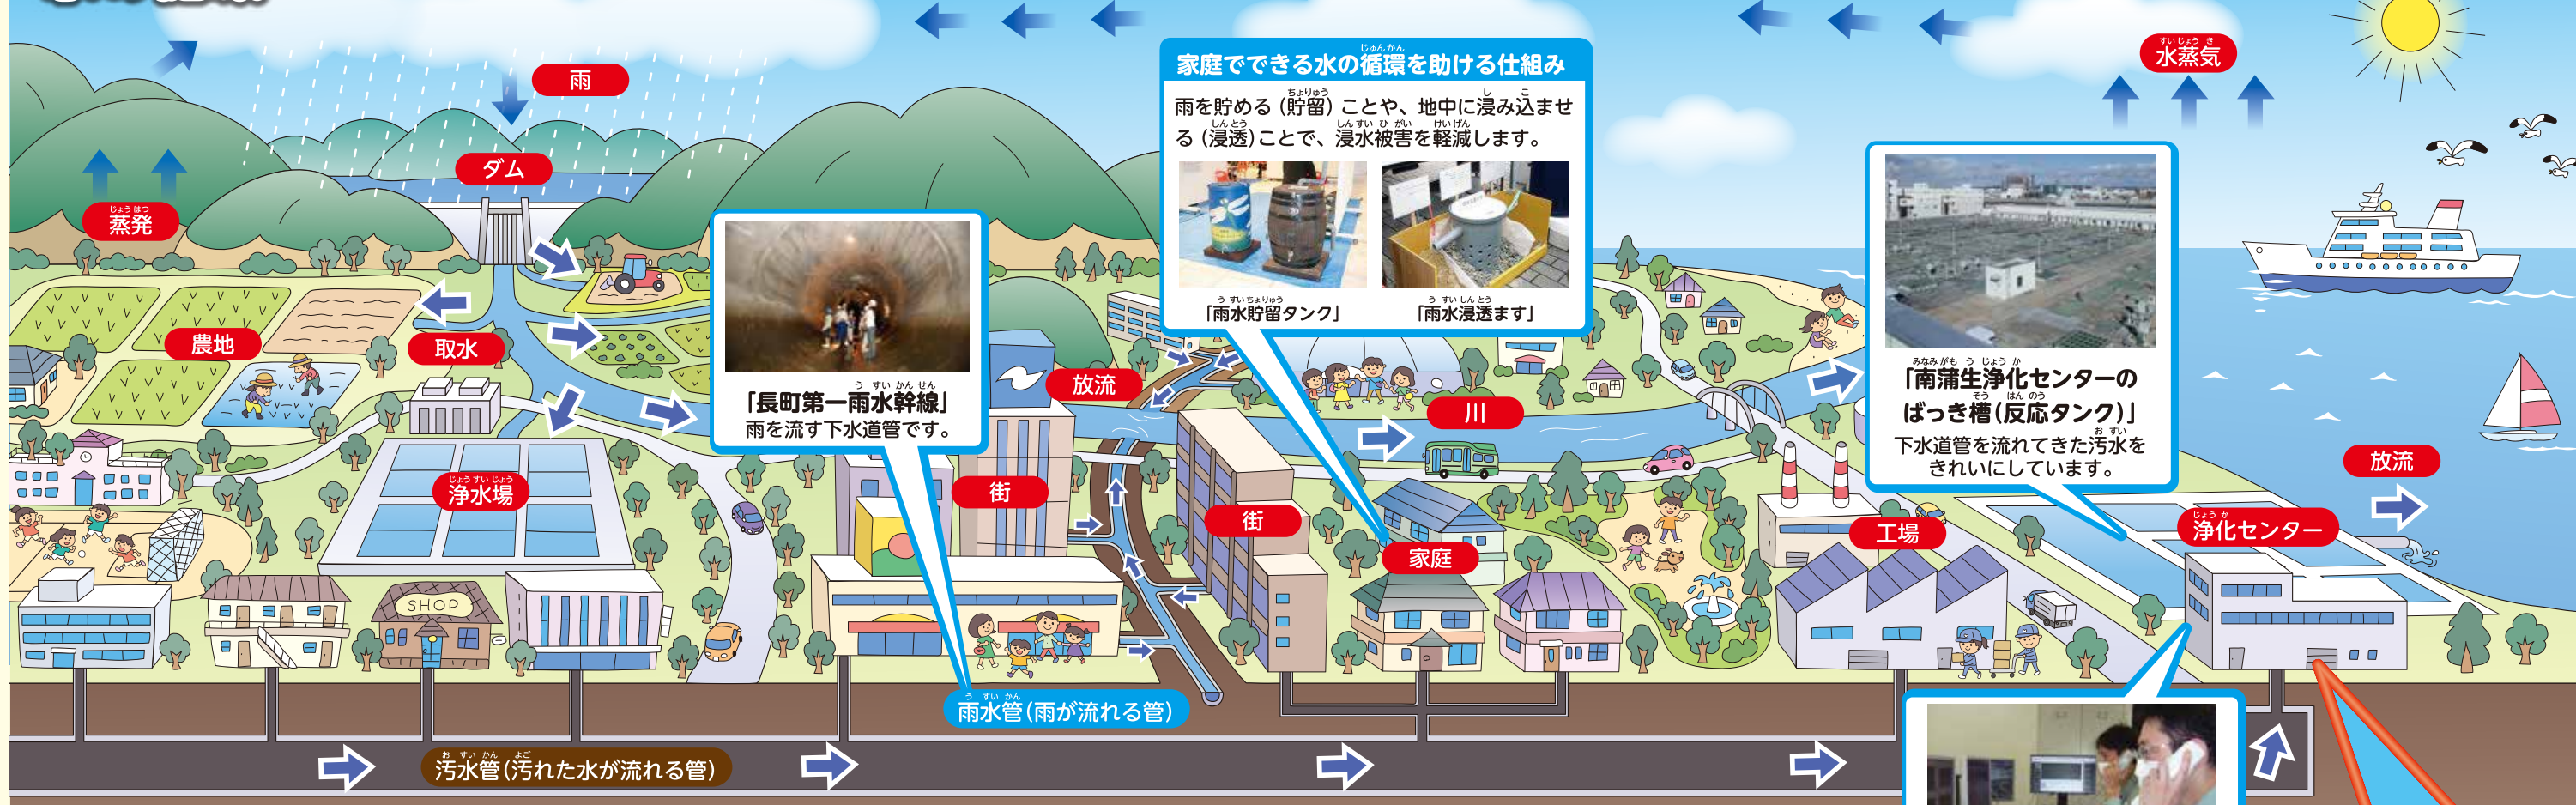 雨
水蒸気
家庭でできる水の循環を助ける仕組み
雨を貯める（貯留）ことや、地中に浸み込ませ
る（浸透）ことで、浸水被害を軽減します。
「雨水貯留タンク」
「雨水浸透ます」
ダム
蒸発
農地
取水
「長町第一雨水幹線」
雨を流す下水道管です。
放流
川
「南蒲生浄化センターの
ばっき槽（反応タンク）」
下水道管を流れてきた汚水を
きれいにしています。
放流
浄水場
街
街
家庭
工場
浄化センター
SHOP
雨水管（雨が流れる管）
汚水管（汚れた水が流れる管）